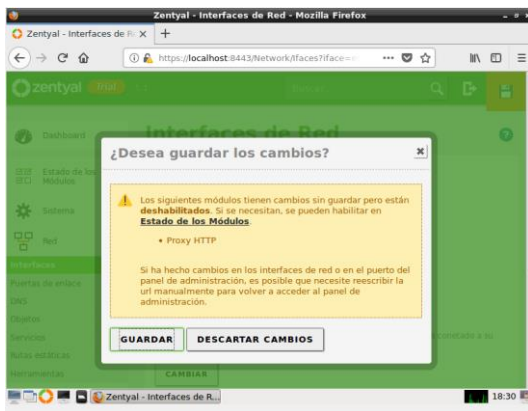 Zentyal - Interfaces de Red - Mozilla Firefox
Zentyal - Interfaces de R
https://localhost:8443/Network/Ifaces?iface=
zentyal
Buscar
Dashboard
Interfaces de Red
Estado de los
Módulos
Sistema
Red
Interfaces
Puertas de enlace
DNS
Objetos
Servicios
Rutas estáticas
Herramientas
¿Desea guardar los cambios?
Los siguientes módulos tienen cambios sin guardar pero están
deshabilitados. Si se necesitan, se pueden habilitar en
Estado de los Módulos.
• Proxy HTTP
Si ha hecho cambios en los interfaces de red o en el puerto del
panel de administración, es posible que necesite reescribir la
url manualmente para volver a acceder al panel de
administración.
GUARDAR
DESCARTAR CAMBIOS
conectado a su
CAMBIAR
Zentyal - Interfaces de R...
18:30